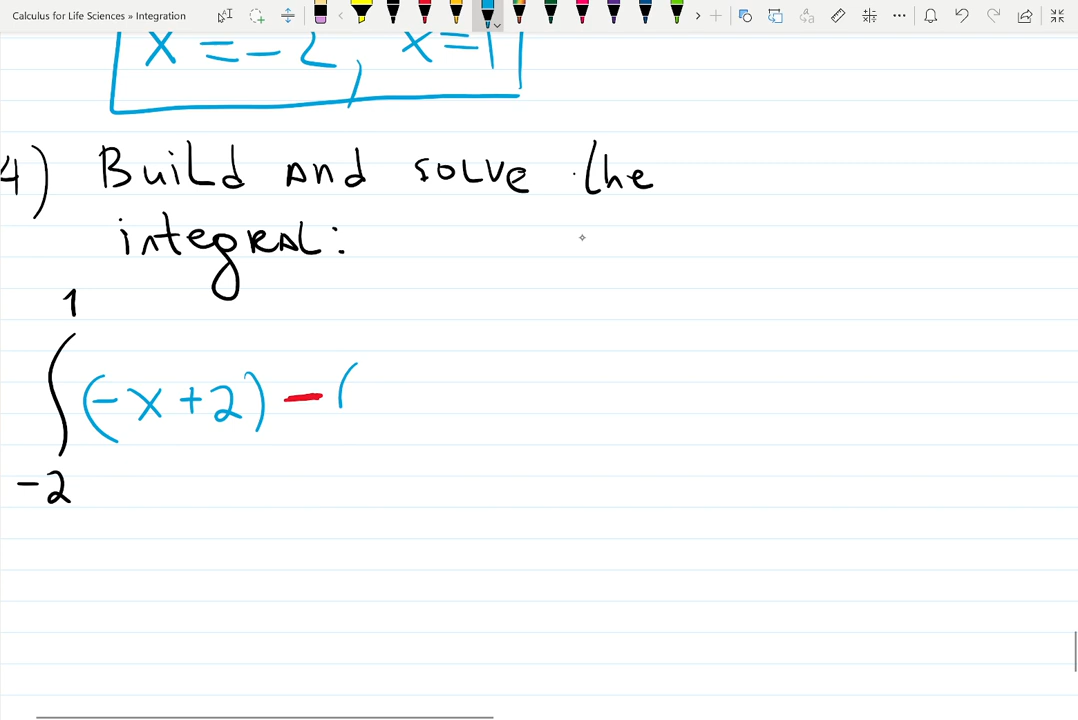 Calculus for Life Sciences » Integration
x = -2, x = 1
4) Build and solve the
integral:
1
∫ (-x + 2) - (
-2